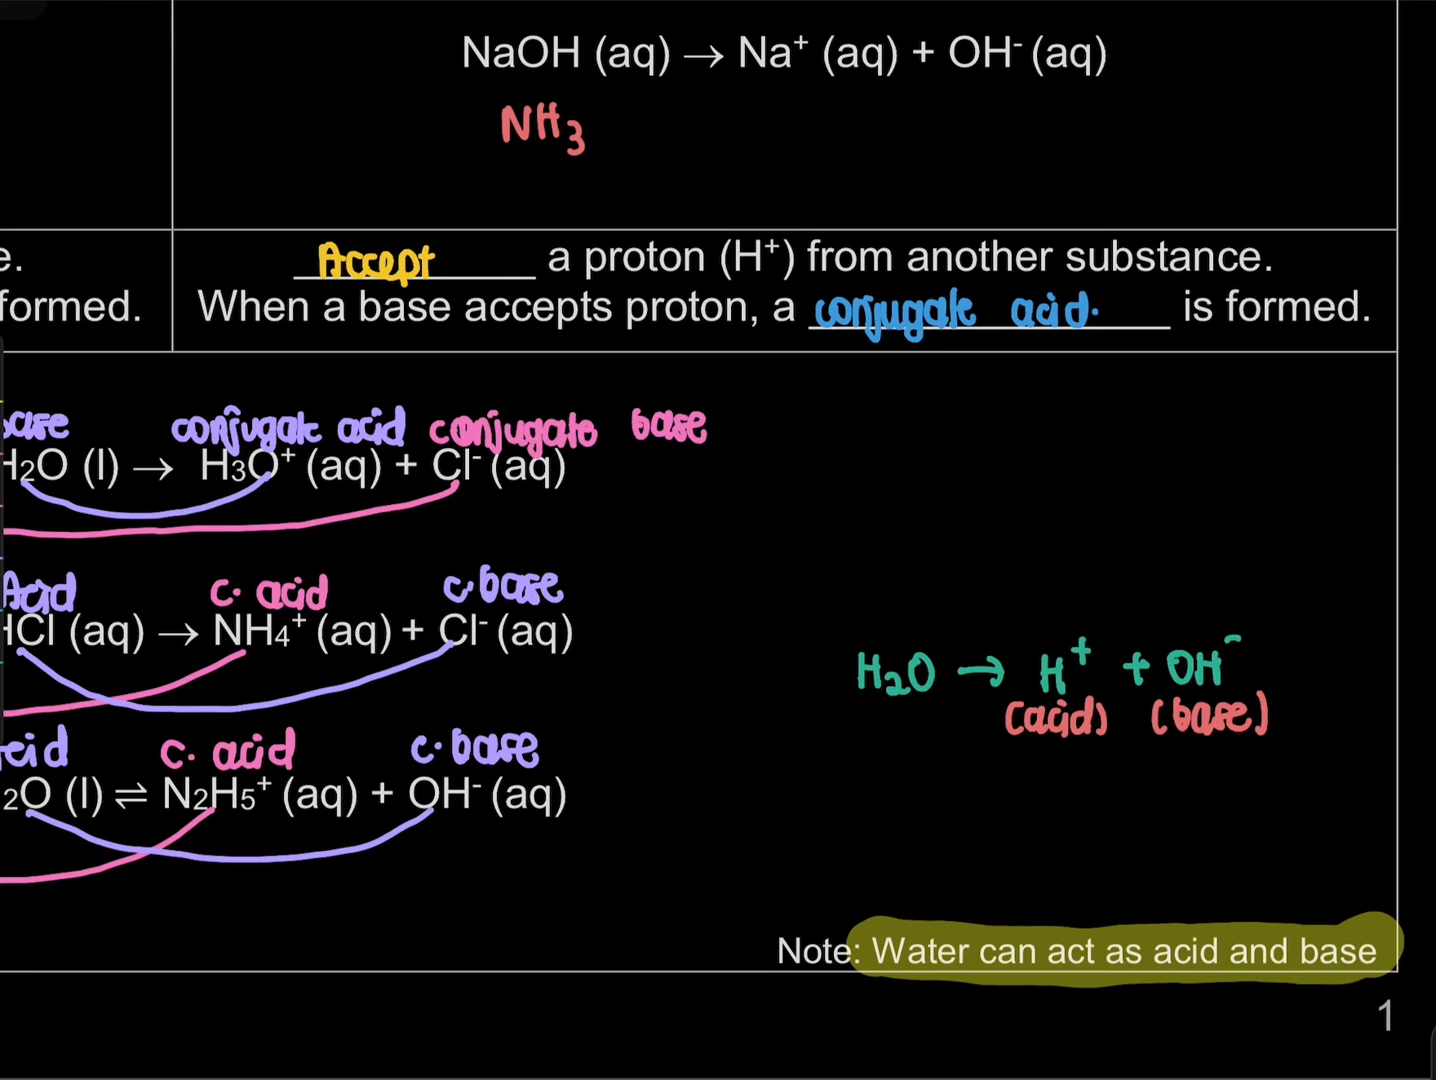 NaOH (aq) → Na⁺ (aq) + OH⁻ (aq)
NH₃
e.
Accept a proton (H⁺) from another substance.
formed.
When a base accepts proton, a conjugate acid. is formed.
base conjugate acid conjugate base
H₂O (l) → H₃O⁺ (aq) + Cl⁻ (aq)
Acid c. acid c. base
HCl (aq) → NH₄⁺ (aq) + Cl⁻ (aq)
H₂O → H⁺ + OH⁻
(acid) (base)
cid c. acid c. base
₂O (l) ⇌ N₂H₅⁺ (aq) + OH⁻ (aq)
Note: Water can act as acid and base
1